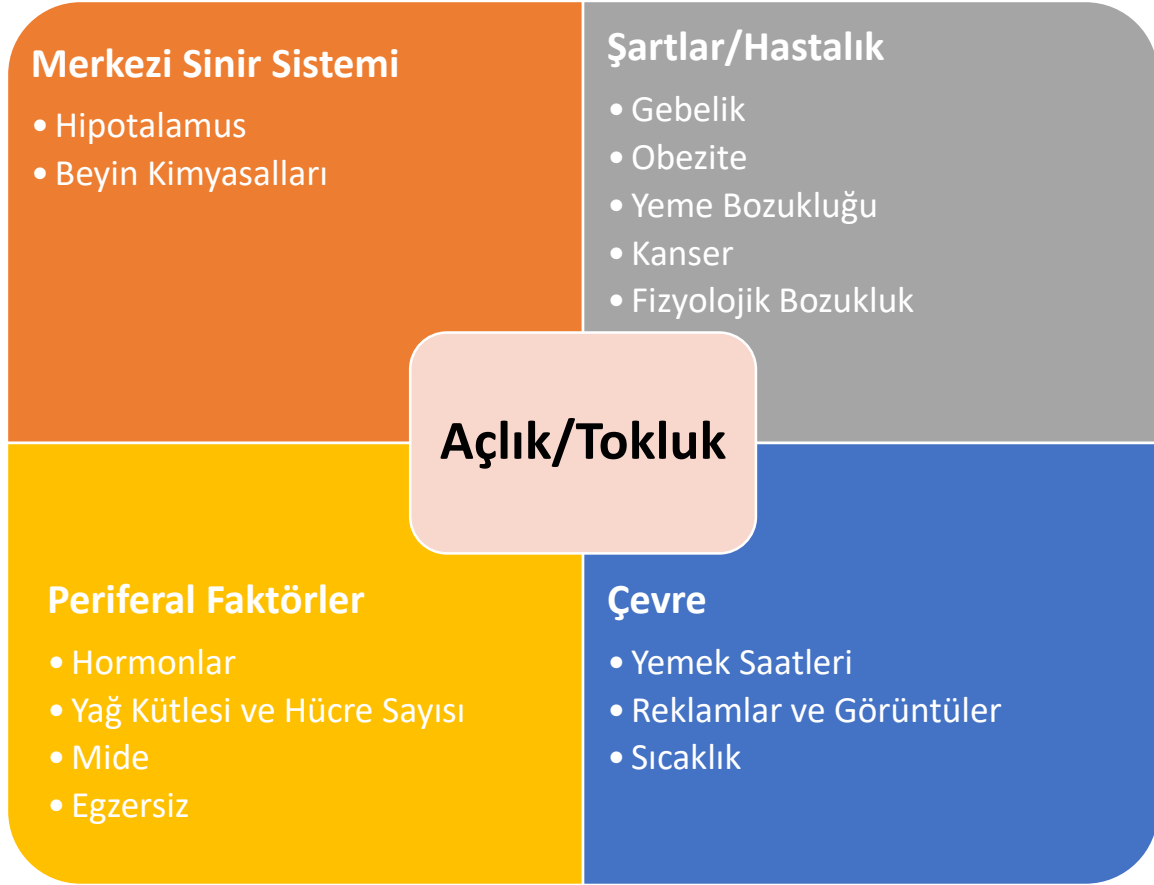 Merkezi Sinir Sistemi
• Hipotalamus
• Beyin Kimyasalları
Şartlar/Hastalık
• Gebelik
• Obezite
• Yeme Bozukluğu
• Kanser
• Fizyolojik Bozukluk
Açlık/Tokluk
Periferal Faktörler
• Hormonlar
• Yağ Kütlesi ve Hücre Sayısı
• Mide
• Egzersiz
Çevre
• Yemek Saatleri
• Reklamlar ve Görüntüler
• Sıcaklık